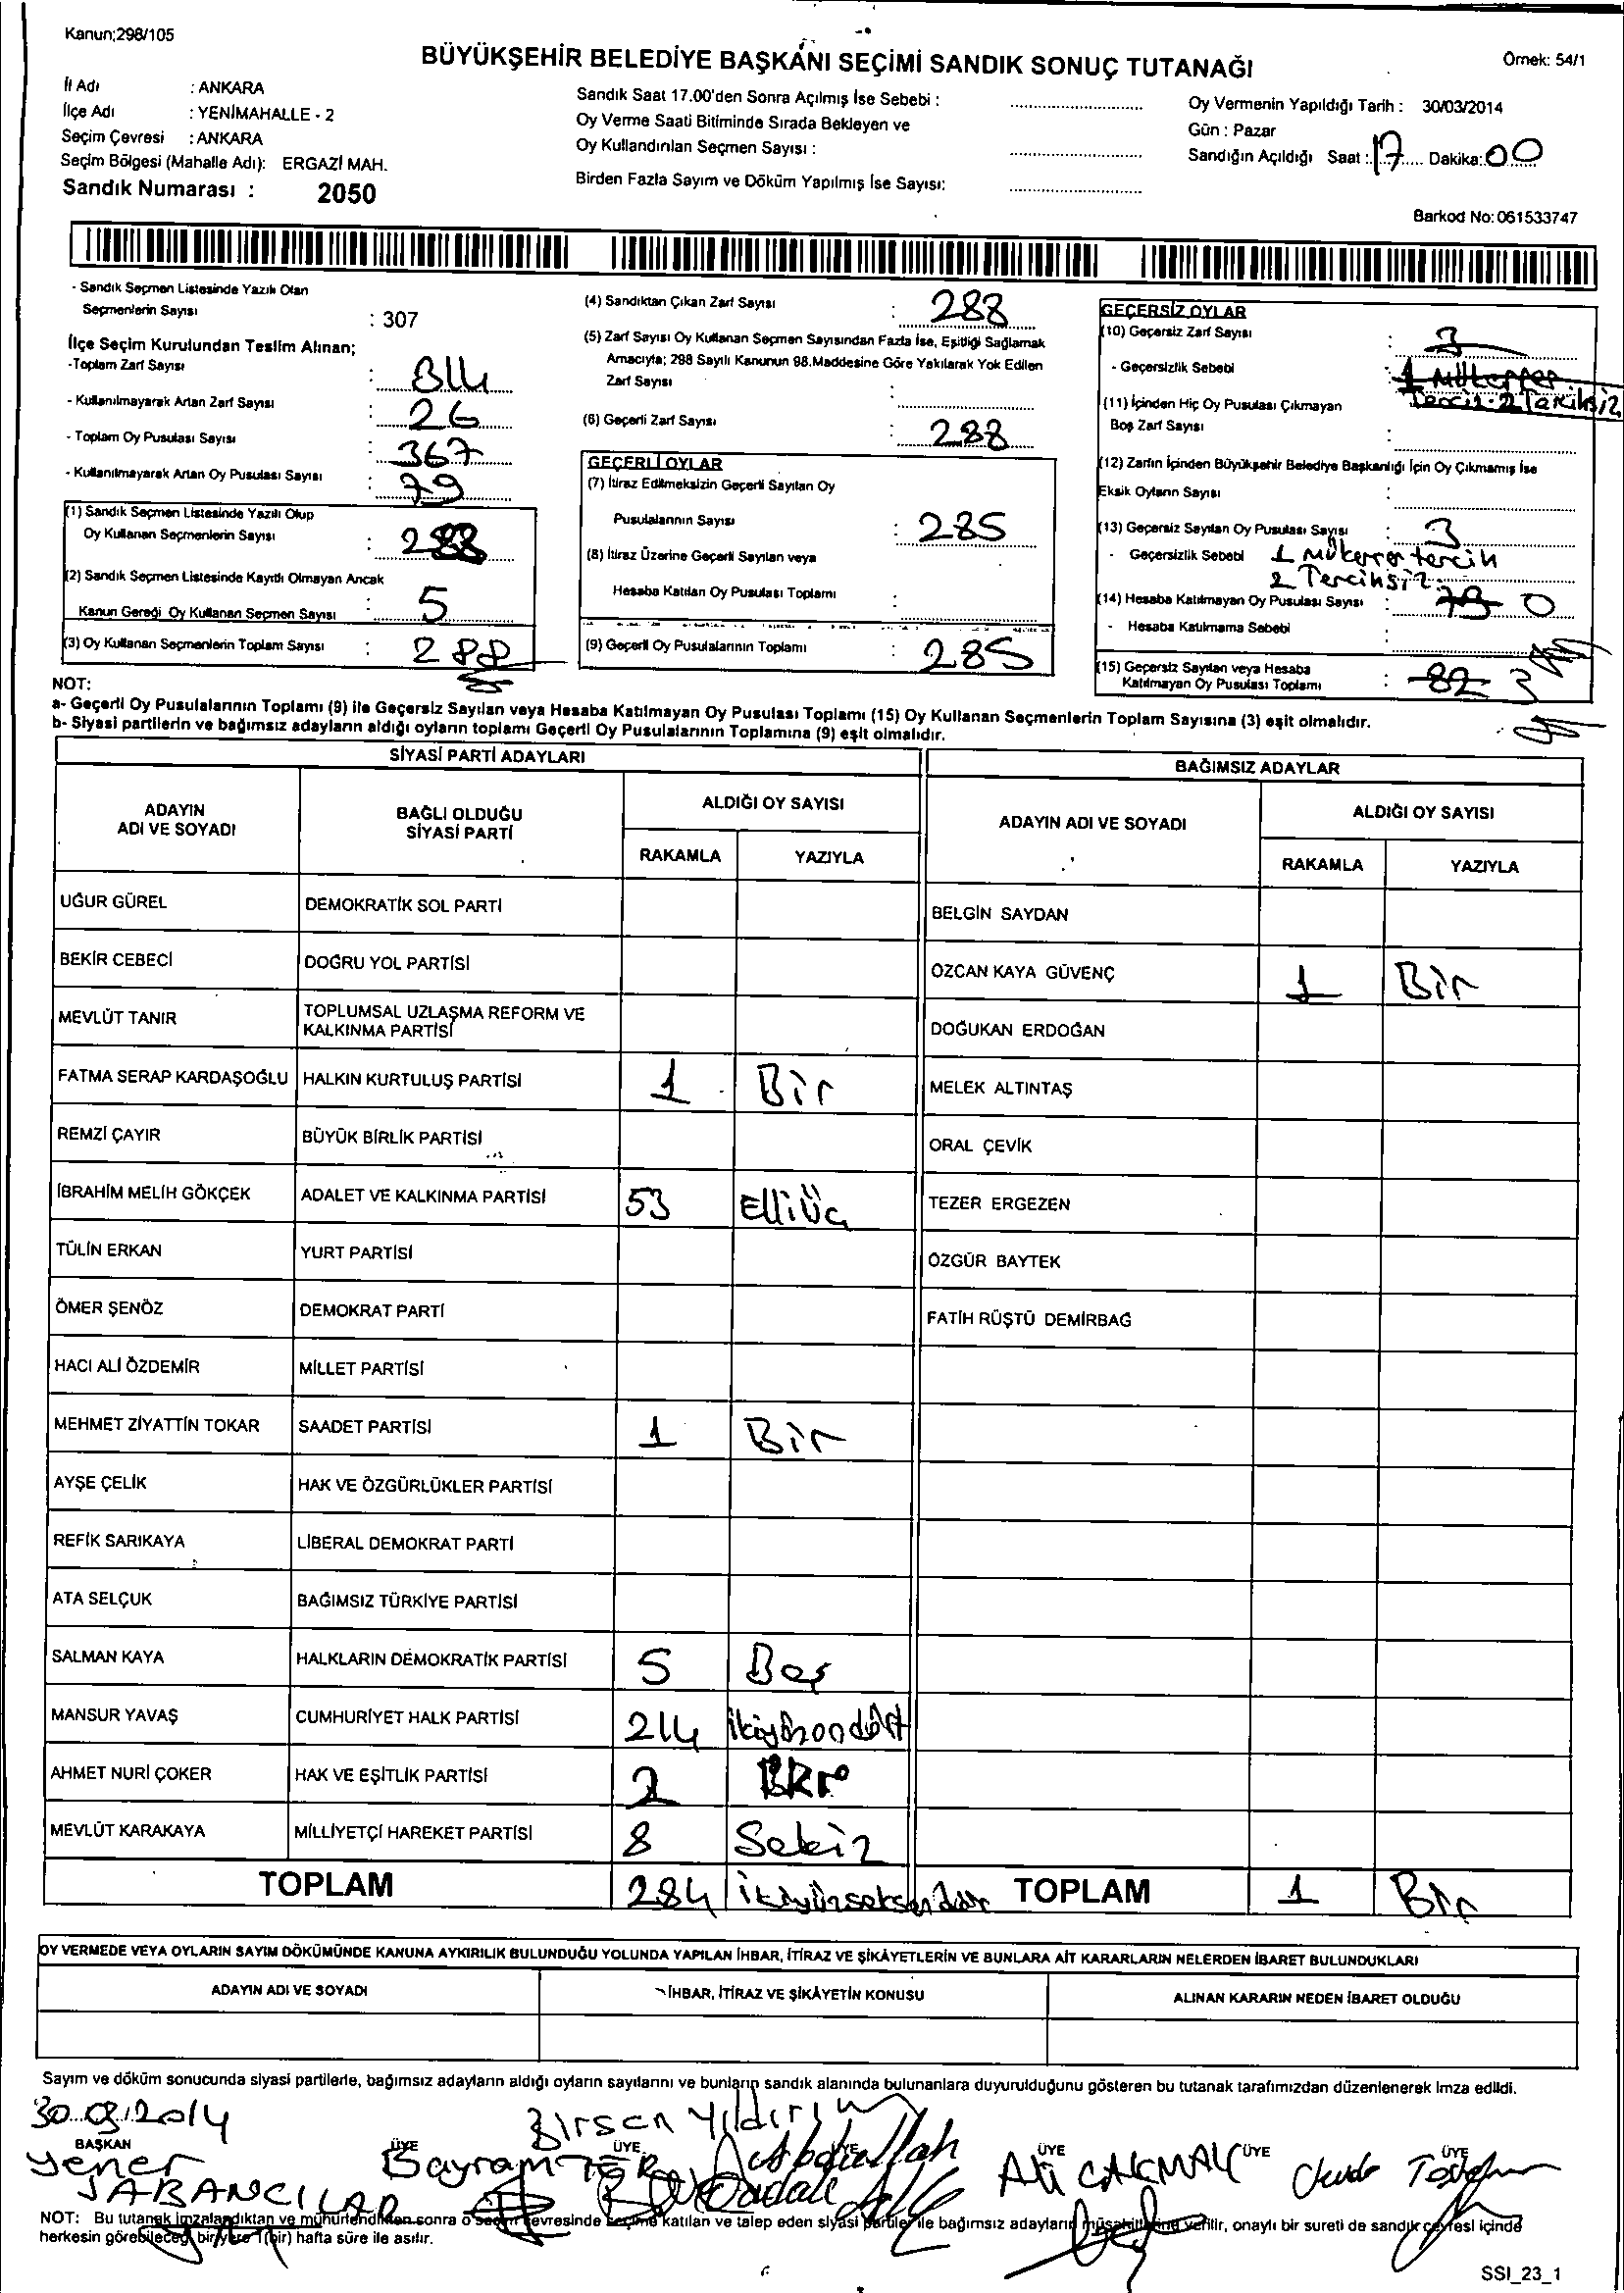 Kanun;298/105
BÜYÜKŞEHİR BELEDİYE BAŞKANI SEÇİMİ SANDIK SONUÇ TUTANAĞI
Örnek: 54/1
İl Adı : ANKARA
İlçe Adı : YENİMAHALLE - 2
Seçim Çevresi : ANKARA
Seçim Bölgesi (Mahalle Adı): ERGAZİ MAH.
Sandık Numarası : 2050
Sandık Saat 17.00'den Sonra Açılmış İse Sebebi :
Oy Verme Saati Bitiminde Sırada Bekleyen ve
Oy Kullandırılan Seçmen Sayısı :
Birden Fazla Sayım ve Döküm Yapılmış İse Sayısı:
Oy Vermenin Yapıldığı Tarih : 30/03/2014
Gün : Pazar
Sandığın Açıldığı Saat : 17 Dakika: 00
Barkod No: 061533747
- Sandık Seçmen Listesinde Yazılı Olan
Seçmenlerin Sayısı : 307
İlçe Seçim Kurulundan Teslim Alınan;
-Toplam Zarf Sayısı : 314
- Kullanılmayarak Artan Zarf Sayısı : 26
- Toplam Oy Pusulası Sayısı : 367
- Kullanılmayarak Artan Oy Pusulası Sayısı : 79
(1) Sandık Seçmen Listesinde Yazılı Olup
Oy Kullanan Seçmenlerin Sayısı : 288
(2) Sandık Seçmen Listesinde Kayıtlı Olmayan Ancak
Kanun Gereği Oy Kullanan Seçmen Sayısı : 5
(3) Oy Kullanan Seçmenlerin Toplam Sayısı : 288
(4) Sandıktan Çıkan Zarf Sayısı : 288
(5) Zarf Sayısı Oy Kullanan Seçmen Sayısından Fazla İse, Eşitliği Sağlamak
Amacıyla; 298 Sayılı Kanunun 98.Maddesine Göre Yakılarak Yok Edilen
Zarf Sayısı :
(6) Geçerli Zarf Sayısı : 288
GEÇERLİ OYLAR
(7) İtiraz Edilmeksizin Geçerli Sayılan Oy
Pusulalarının Sayısı : 285
(8) İtiraz Üzerine Geçerli Sayılan veya
Hesaba Katılan Oy Pusulası Toplamı :
(9) Geçerli Oy Pusulalarının Toplamı : 285
GEÇERSİZ OYLAR
(10) Geçersiz Zarf Sayısı : 3
- Geçersizlik Sebebi : 1 Mükerrer
(11) İçinden Hiç Oy Pusulası Çıkmayan
Boş Zarf Sayısı :
(12) Zarfın İçinden Büyükşehir Belediye Başkanlığı İçin Oy Çıkmamış İse
Eksik Oyların Sayısı :
(13) Geçersiz Sayılan Oy Pusulası Sayısı : 3
- Geçersizlik Sebebi 1 Mükerrer tercih
2 Tercihsiz
(14) Hesaba Katılmayan Oy Pusulası Sayısı : 79 0
- Hesaba Katılmama Sebebi :
(15) Geçersiz Sayılan veya Hesaba
Katılmayan Oy Pusulası Toplamı : 82 3
NOT:
a- Geçerli Oy Pusulalarının Toplamı (9) ile Geçersiz Sayılan veya Hesaba Katılmayan Oy Pusulası Toplamı (15) Oy Kullanan Seçmenlerin Toplam Sayısına (3) eşit olmalıdır.
b- Siyasi partilerin ve bağımsız adayların aldığı oyların toplamı Geçerli Oy Pusulalarının Toplamına (9) eşit olmalıdır.
SİYASİ PARTİ ADAYLARI
ADAYIN ADI VE SOYADI
BAĞLI OLDUĞU SİYASİ PARTİ
ALDIĞI OY SAYISI
RAKAMLA YAZIYLA
UĞUR GÜREL DEMOKRATİK SOL PARTİ
BEKİR CEBECİ DOĞRU YOL PARTİSİ
MEVLÜT TANIR TOPLUMSAL UZLAŞMA REFORM VE
KALKINMA PARTİSİ
FATMA SERAP KARDAŞOĞLU HALKIN KURTULUŞ PARTİSİ 1 Bir
REMZİ ÇAYIR BÜYÜK BİRLİK PARTİSİ
İBRAHİM MELİH GÖKÇEK ADALET VE KALKINMA PARTİSİ 53 Elliüç
TÜLİN ERKAN YURT PARTİSİ
ÖMER ŞENÖZ DEMOKRAT PARTİ
HACI ALİ ÖZDEMİR MİLLET PARTİSİ
MEHMET ZİYATTİN TOKAR SAADET PARTİSİ 1 Bir
AYŞE ÇELİK HAK VE ÖZGÜRLÜKLER PARTİSİ
REFİK SARIKAYA LİBERAL DEMOKRAT PARTİ
ATA SELÇUK BAĞIMSIZ TÜRKİYE PARTİSİ
SALMAN KAYA HALKLARIN DEMOKRATİK PARTİSİ 5 Beş
MANSUR YAVAŞ CUMHURİYET HALK PARTİSİ 214 ikiyüzondört
AHMET NURİ ÇOKER HAK VE EŞİTLİK PARTİSİ 2
MEVLÜT KARAKAYA MİLLİYETÇİ HAREKET PARTİSİ 8 Sekiz
TOPLAM 284 ikiyüzseksendört
BAĞIMSIZ ADAYLAR
ADAYIN ADI VE SOYADI
ALDIĞI OY SAYISI
RAKAMLA YAZIYLA
BELGİN SAYDAN
ÖZCAN KAYA GÜVENÇ 1 Bir
DOĞUKAN ERDOĞAN
MELEK ALTINTAŞ
ORAL ÇEVİK
TEZER ERGEZEN
ÖZGÜR BAYTEK
FATİH RÜŞTÜ DEMİRBAĞ
TOPLAM 1 Bir
OY VERMEDE VEYA OYLARIN SAYIM DÖKÜMÜNDE KANUNA AYKIRILIK BULUNDUĞU YOLUNDA YAPILAN İHBAR, İTİRAZ VE ŞİKÂYETLERİN VE BUNLARA AİT KARARLARIN NELERDEN İBARET BULUNDUKLARI
ADAYIN ADI VE SOYADI
İHBAR, İTİRAZ VE ŞİKÂYETİN KONUSU
ALINAN KARARIN NEDEN İBARET OLDUĞU
Sayım ve döküm sonucunda siyasi partilerle, bağımsız adayların aldığı oyların sayılarını ve bunların sandık alanında bulunanlara duyurulduğunu gösteren bu tutanak tarafımızdan düzenlenerek imza edildi.
30.03.2014
BAŞKAN ÜYE ÜYE ÜYE ÜYE ÜYE ÜYE
Yener YABANCILAR
Bayram
Birsen Yıldırım
Abdullah
Ali ÇAKMAK
NOT: Bu tutanak imzalandıktan ve mühürlendikten sonra o seçim çevresinde seçime katılan ve talep eden siyasi partiler ile bağımsız adayların müşahitlerine verilir, onaylı bir sureti de sandık çevresi içinde
herkesin görebileceği bir yere 1 (bir) hafta süre ile asılır.
SSI_23_1